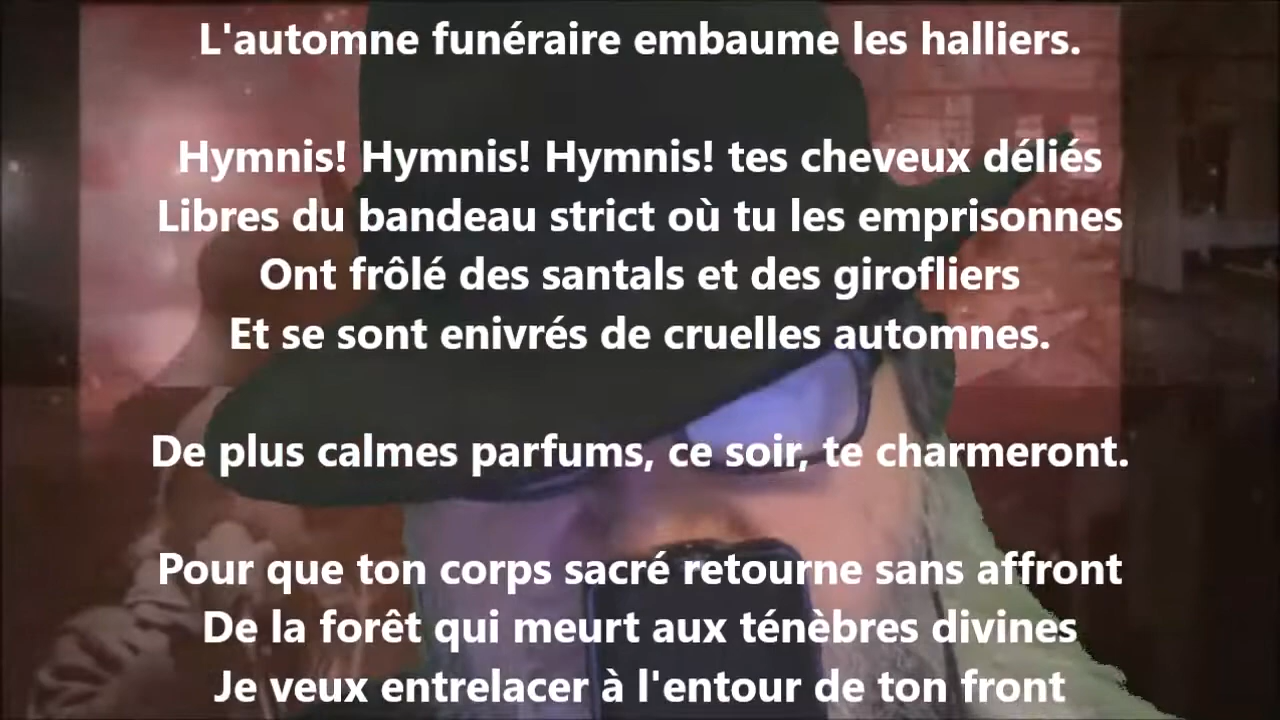 L'automne funéraire embaume les halliers.
Hymnis! Hymnis! Hymnis! tes cheveux déliés
Libres du bandeau strict où tu les emprisonnes
Ont frôlé des santals et des girofliers
Et se sont enivrés de cruelles automnes.
De plus calmes parfums, ce soir, te charmeront.
Pour que ton corps sacré retourne sans affront
De la forêt qui meurt aux ténèbres divines
Je veux entrelacer à l'entour de ton front